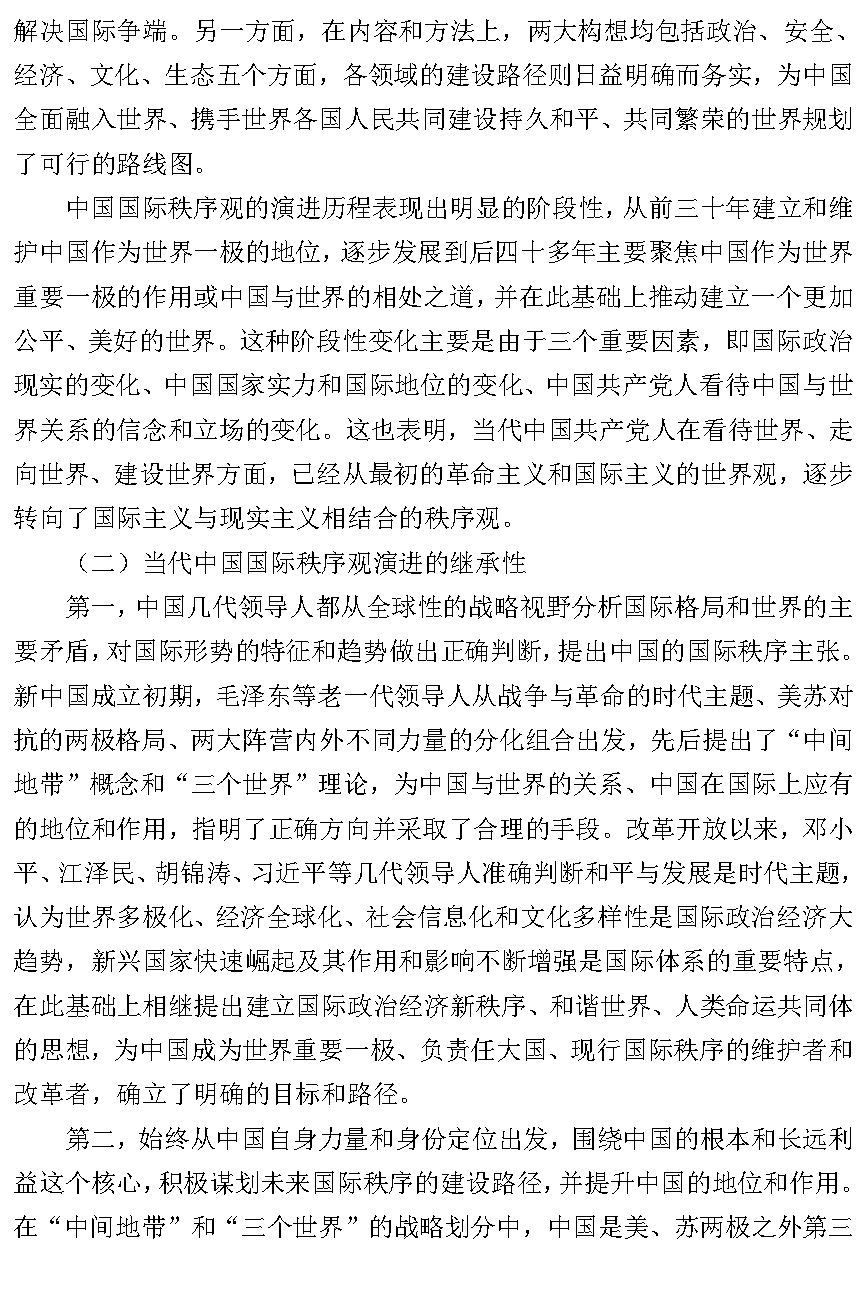 解决国际争端。另一方面，在内容和方法上，两大构想均包括政治、安全、
经济、文化、生态五个方面，各领域的建设路径则日益明确而务实，为中国
全面融入世界、携手世界各国人民共同建设持久和平、共同繁荣的世界规划
了可行的路线图。
中国国际秩序观的演进历程表现出明显的阶段性，从前三十年建立和维
护中国作为世界一极的地位，逐步发展到后四十多年主要聚焦中国作为世界
重要一极的作用或中国与世界的相处之道，并在此基础上推动建立一个更加
公平、美好的世界。这种阶段性变化主要是由于三个重要因素，即国际政治
现实的变化、中国国家实力和国际地位的变化、中国共产党人看待中国与世
界关系的信念和立场的变化。这也表明，当代中国共产党人在看待世界、走
向世界、建设世界方面，已经从最初的革命主义和国际主义的世界观，逐步
转向了国际主义与现实主义相结合的秩序观。
（二）当代中国国际秩序观演进的继承性
第一，中国几代领导人都从全球性的战略视野分析国际格局和世界的主
要矛盾，对国际形势的特征和趋势做出正确判断，提出中国的国际秩序主张。
新中国成立初期，毛泽东等老一代领导人从战争与革命的时代主题、美苏对
抗的两极格局、两大阵营内外不同力量的分化组合出发，先后提出了“中间
地带”概念和“三个世界”理论，为中国与世界的关系、中国在国际上应有
的地位和作用，指明了正确方向并采取了合理的手段。改革开放以来，邓小
平、江泽民、胡锦涛、习近平等几代领导人准确判断和平与发展是时代主题，
认为世界多极化、经济全球化、社会信息化和文化多样性是国际政治经济大
趋势，新兴国家快速崛起及其作用和影响不断增强是国际体系的重要特点，
在此基础上相继提出建立国际政治经济新秩序、和谐世界、人类命运共同体
的思想，为中国成为世界重要一极、负责任大国、现行国际秩序的维护者和
改革者，确立了明确的目标和路径。
第二，始终从中国自身力量和身份定位出发，围绕中国的根本和长远利
益这个核心，积极谋划未来国际秩序的建设路径，并提升中国的地位和作用。
在“中间地带”和“三个世界”的战略划分中，中国是美、苏两极之外第三